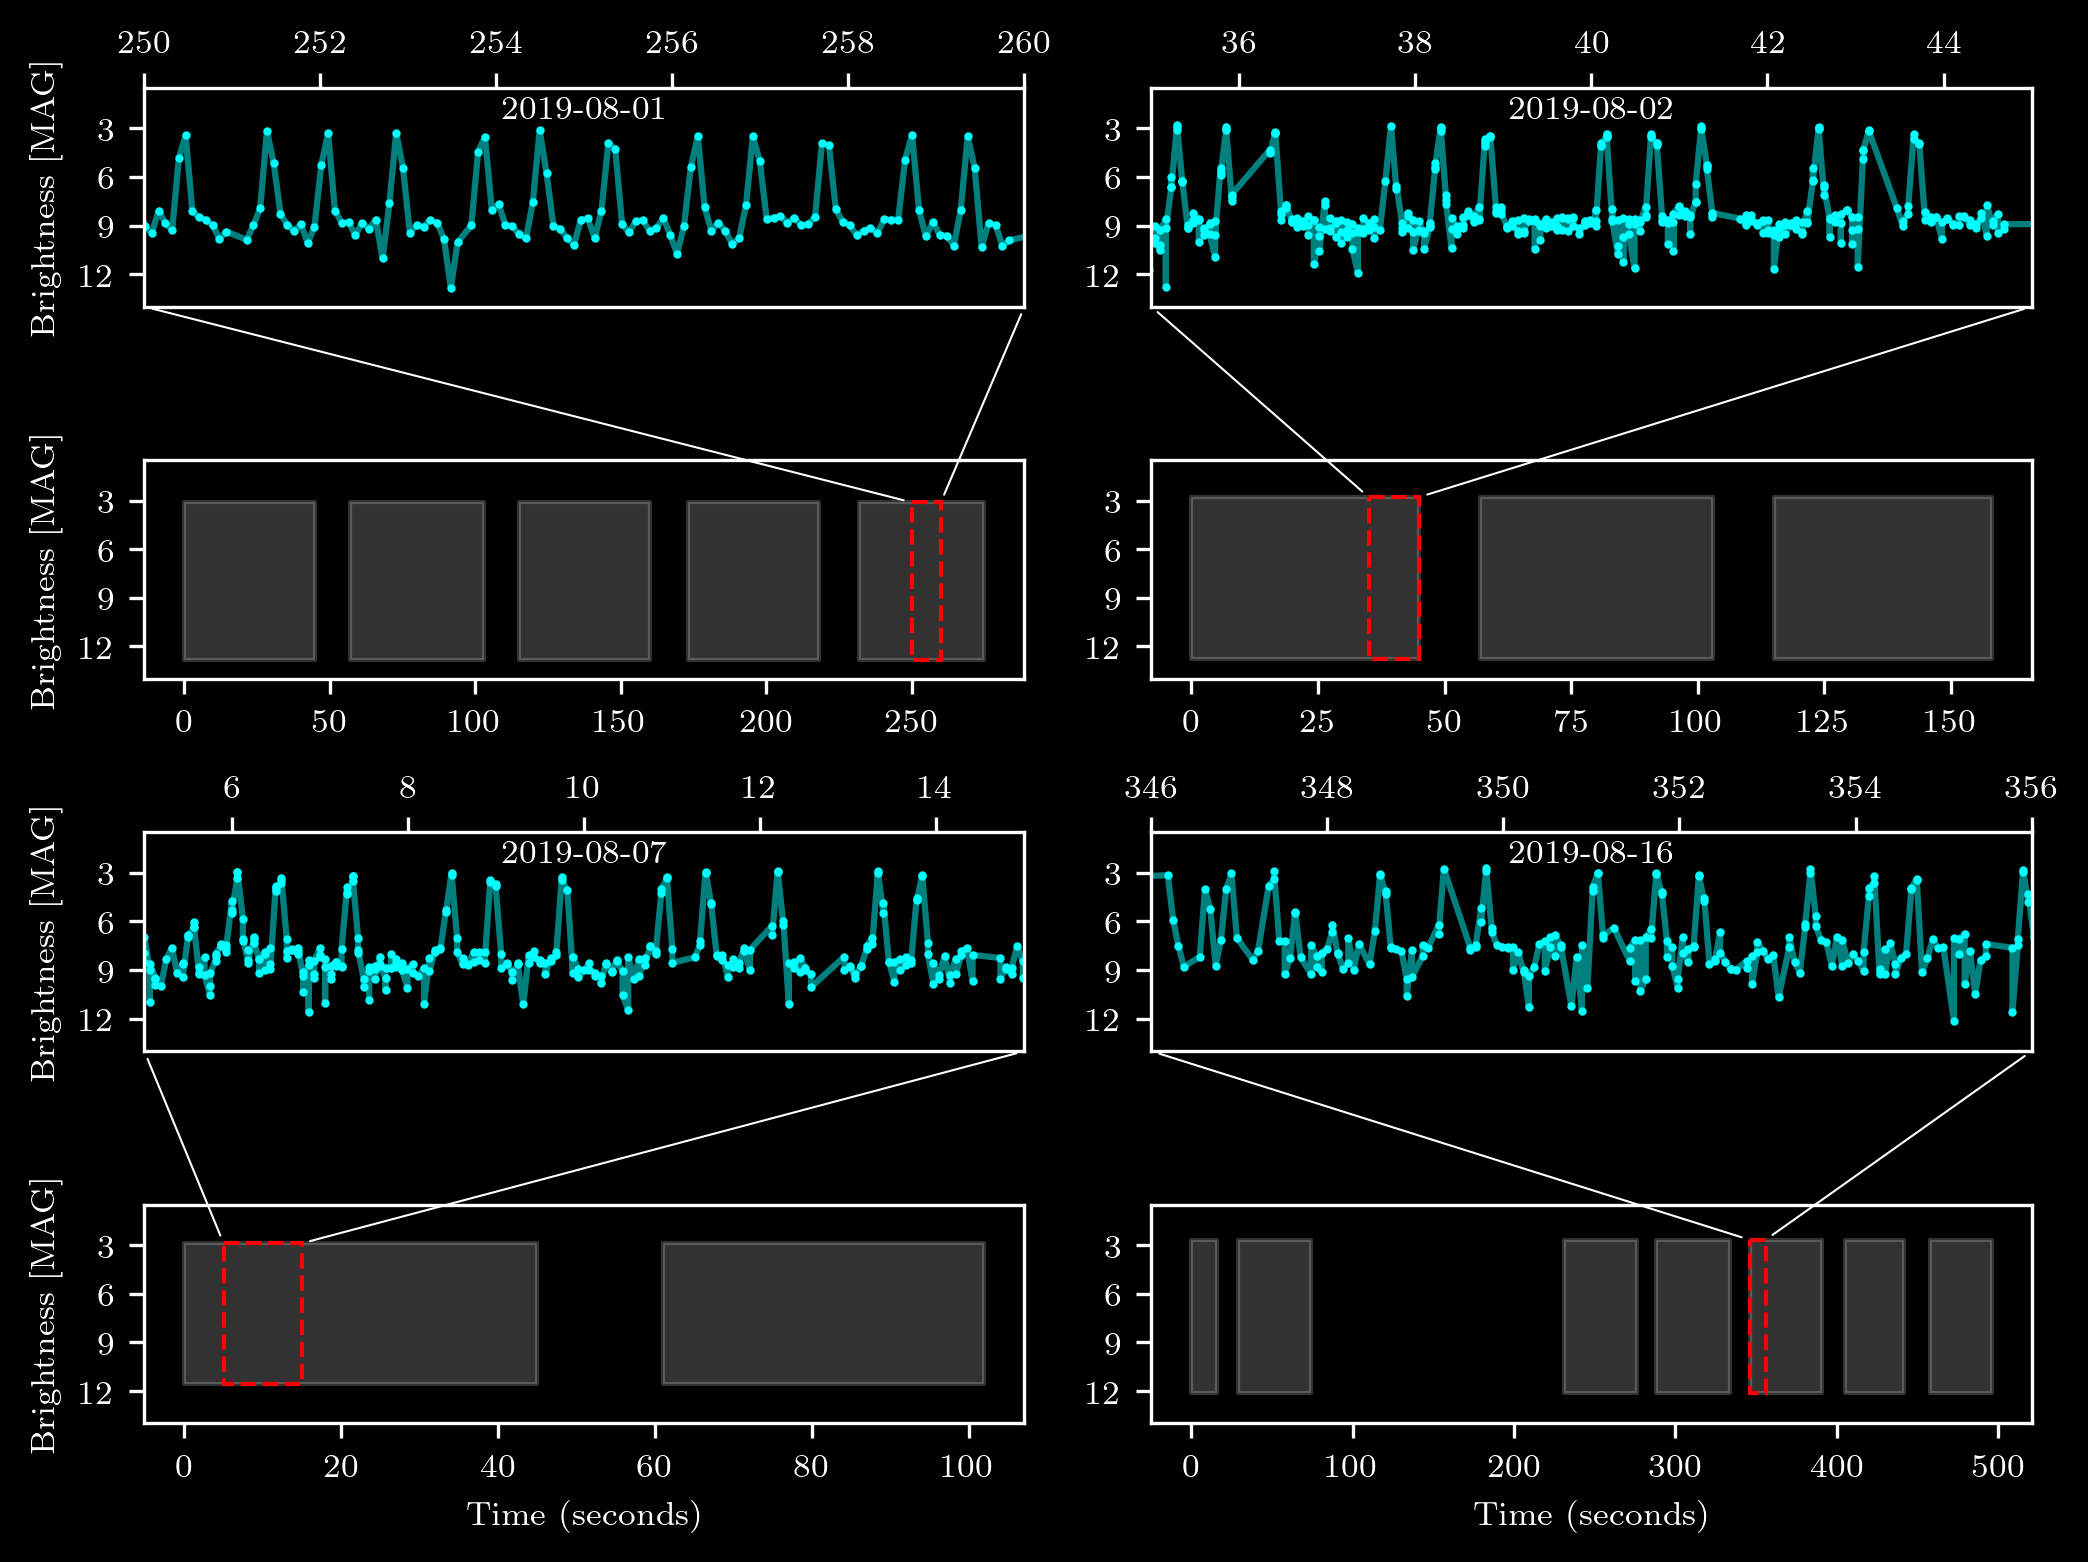 250 252 254 256 258 260
36 38 40 42 44
Brightness [MAG]
3
6
9
12
2019-08-01
3
6
9
12
2019-08-02
Brightness [MAG]
3
6
9
12
0 50 100 150 200 250
3
6
9
12
0 25 50 75 100 125 150
6 8 10 12 14
346 348 350 352 354 356
Brightness [MAG]
3
6
9
12
2019-08-07
3
6
9
12
2019-08-16
Brightness [MAG]
3
6
9
12
0 20 40 60 80 100
Time (seconds)
3
6
9
12
0 100 200 300 400 500
Time (seconds)